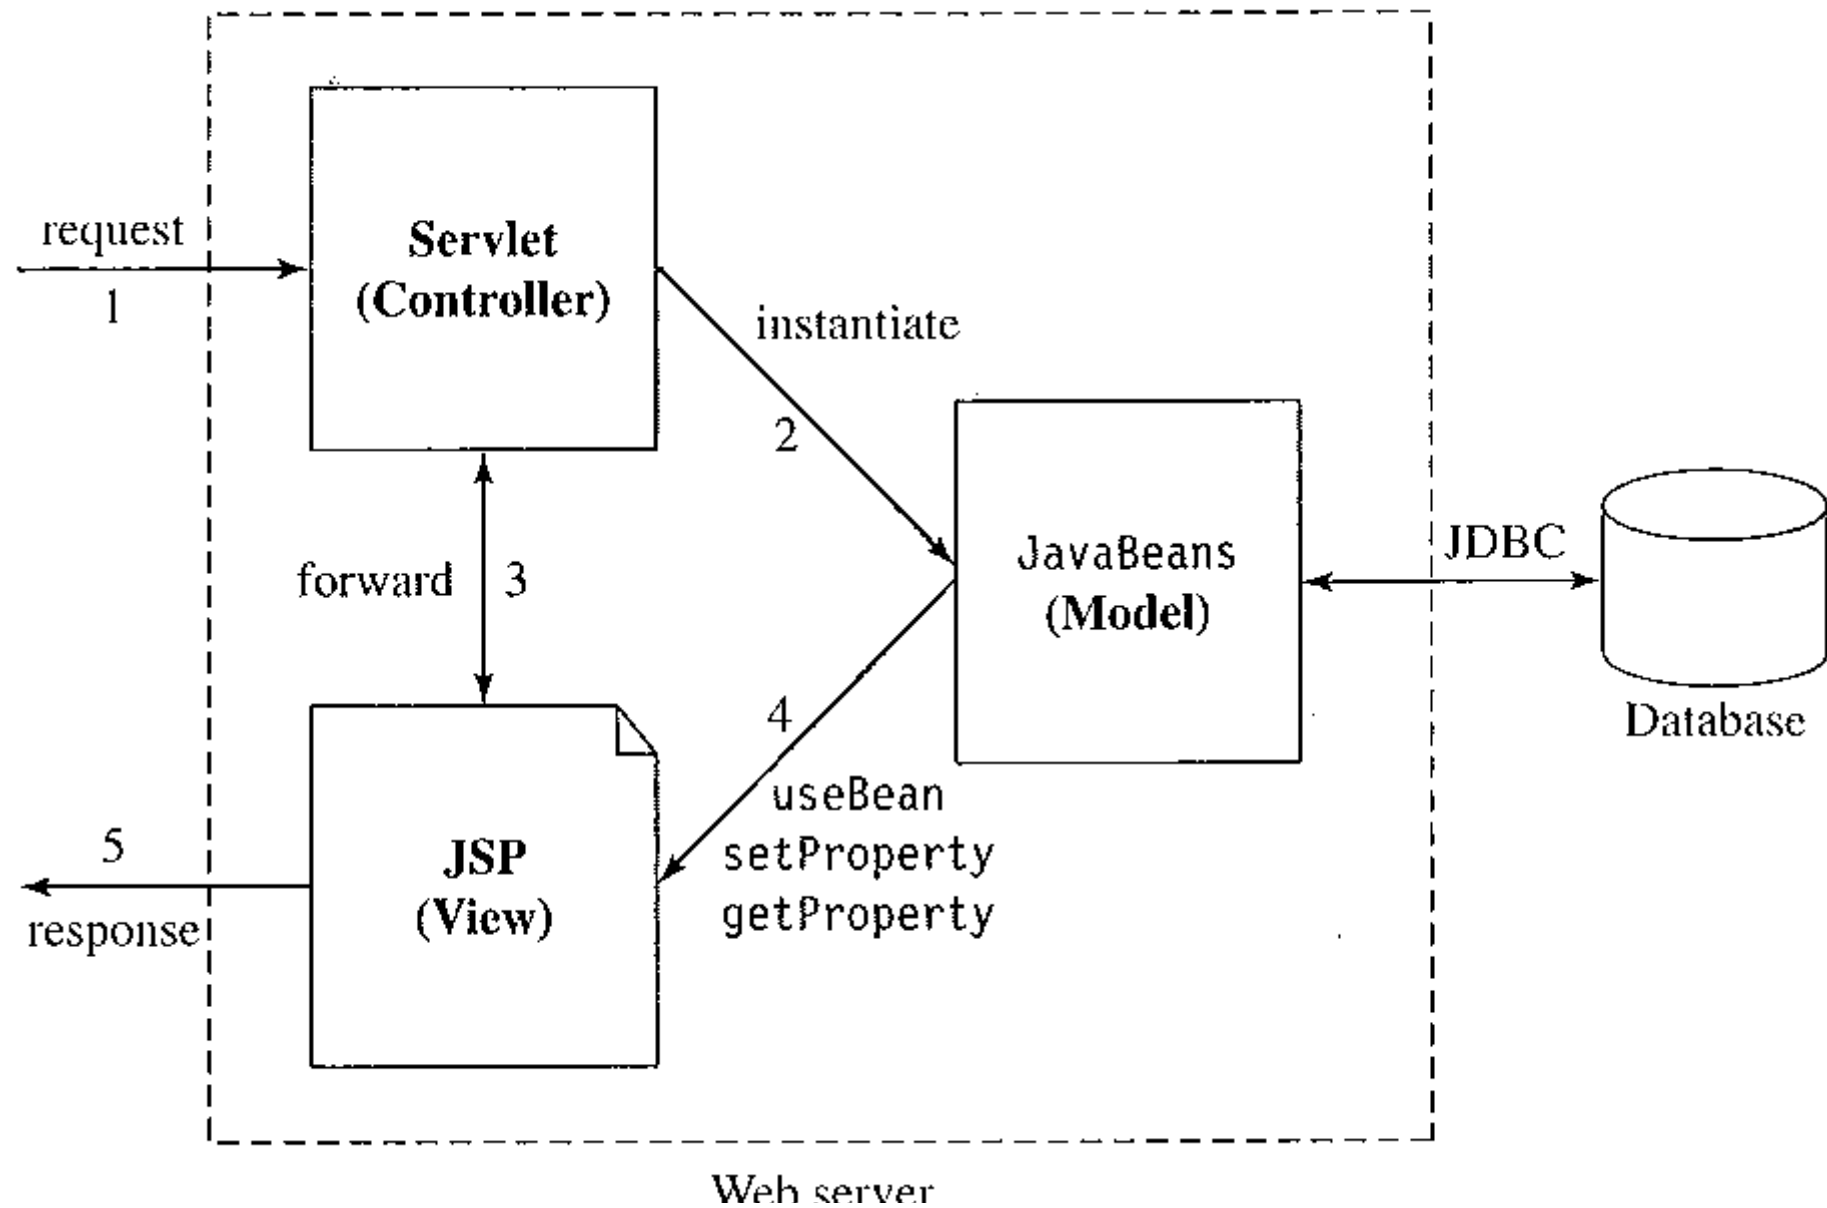 request
1
Servlet
(Controller)
instantiate
2
forward
3
JavaBeans
(Model)
JDBC
Database
4
useBean
setProperty
getProperty
JSP
(View)
5
response
Web server